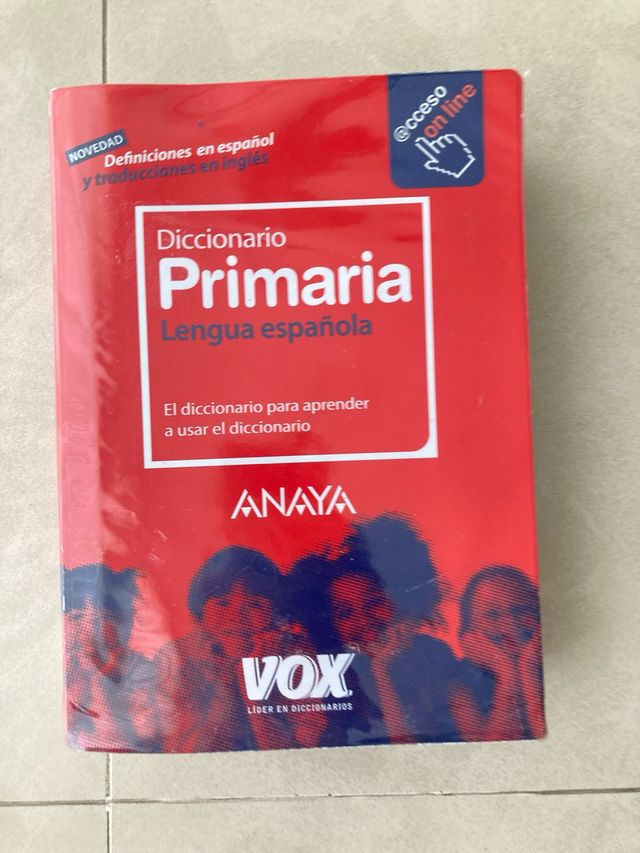 NOVEDAD
Definiciones en español
y traducciones en inglés
@cceso
on line
Diccionario
Primaria
Lengua española
El diccionario para aprender
a usar el diccionario
ANAYA
VOX
LÍDER EN DICCIONARIOS